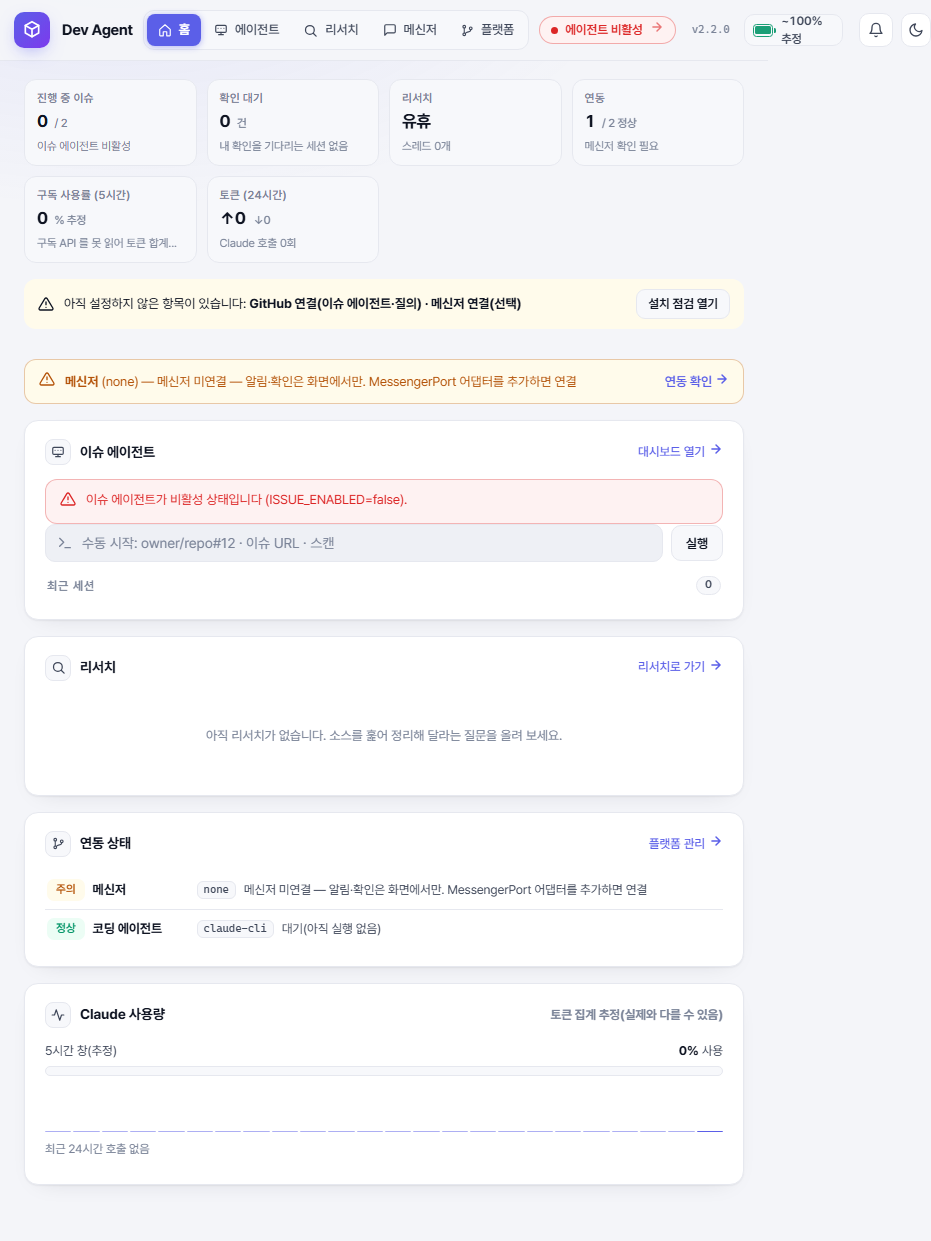 Dev Agent
홈
에이전트
리서치
메신저
플랫폼
에이전트 비활성 →
v2.2.0
~100%
추정
진행 중 이슈
0 / 2
이슈 에이전트 비활성
확인 대기
0 건
내 확인을 기다리는 세션 없음
리서치
유휴
스레드 0개
연동
1 / 2 정상
메신저 확인 필요
구독 사용률 (5시간)
0 % 추정
구독 API 를 못 읽어 토큰 합계...
토큰 (24시간)
↑0 ↓0
Claude 호출 0회
아직 설정하지 않은 항목이 있습니다: GitHub 연결(이슈 에이전트·질의) · 메신저 연결(선택)
설치 점검 열기
메신저 (none) — 메신저 미연결 — 알림·확인은 화면에서만. MessengerPort 어댑터를 추가하면 연결
연동 확인 →
이슈 에이전트
대시보드 열기 →
이슈 에이전트가 비활성 상태입니다 (ISSUE_ENABLED=false).
수동 시작: owner/repo#12 · 이슈 URL · 스캔
실행
최근 세션
0
리서치
리서치로 가기 →
아직 리서치가 없습니다. 소스를 훑어 정리해 달라는 질문을 올려 보세요.
연동 상태
플랫폼 관리 →
주의 메신저 none 메신저 미연결 — 알림·확인은 화면에서만. MessengerPort 어댑터를 추가하면 연결
정상 코딩 에이전트 claude-cli 대기(아직 실행 없음)
Claude 사용량
토큰 집계 추정(실제와 다를 수 있음)
5시간 창(추정)
0% 사용
최근 24시간 호출 없음